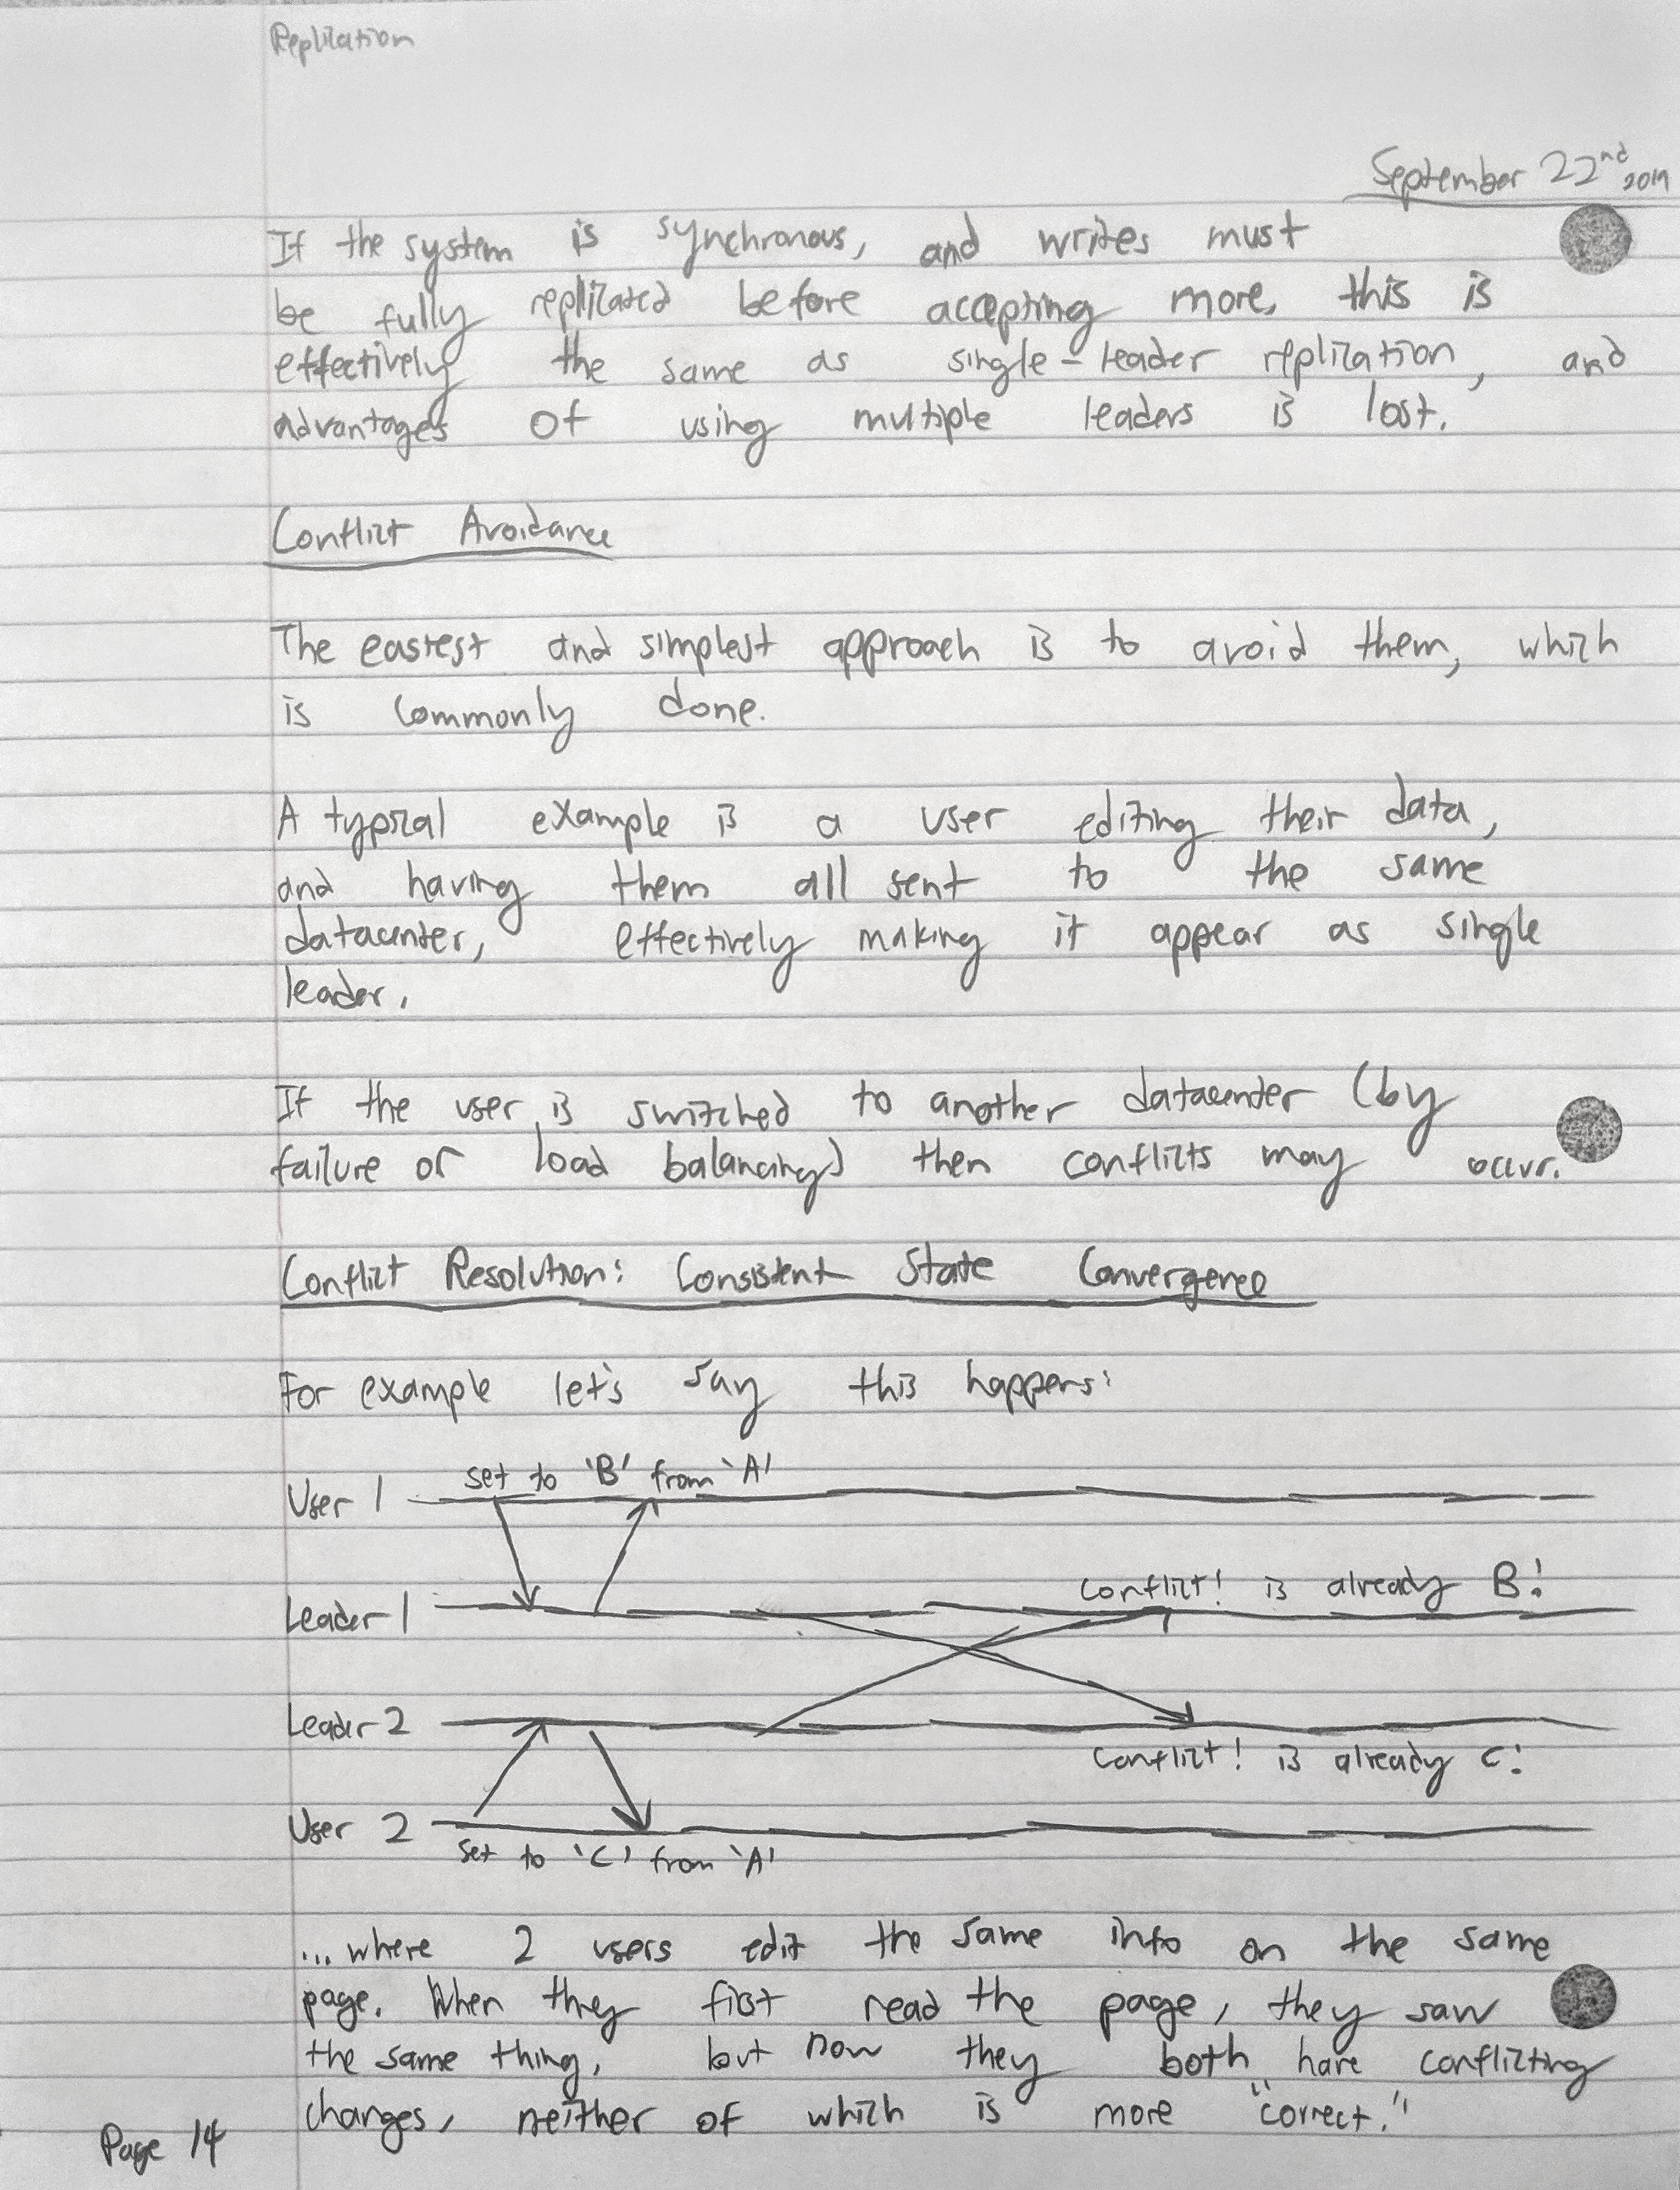 Replication
September 22nd 2019
If the system is synchronous, and writes must
be fully replicated before accepting more, this is
effectively the same as single-leader replication, and
advantages of using multiple leaders is lost.
Conflict Avoidance
The easiest and simplest approach is to avoid them, which
is commonly done.
A typical example is a user editing their data,
and having them all sent to the same
datacenter, effectively making it appear as single
leader.
If the user is switched to another datacenter (by
failure or load balancing) then conflicts may occur.
Conflict Resolution: Consistent State Convergence
For example let's say this happens:
set to 'B' from 'A'
User 1
conflict! is already B!
Leader 1
Leader 2
conflict! is already C!
User 2
set to 'C' from 'A'
...where 2 users edit the same info on the same
page. When they first read the page, they saw
the same thing, but now they both have conflicting
changes, neither of which is more "correct."
Page 14